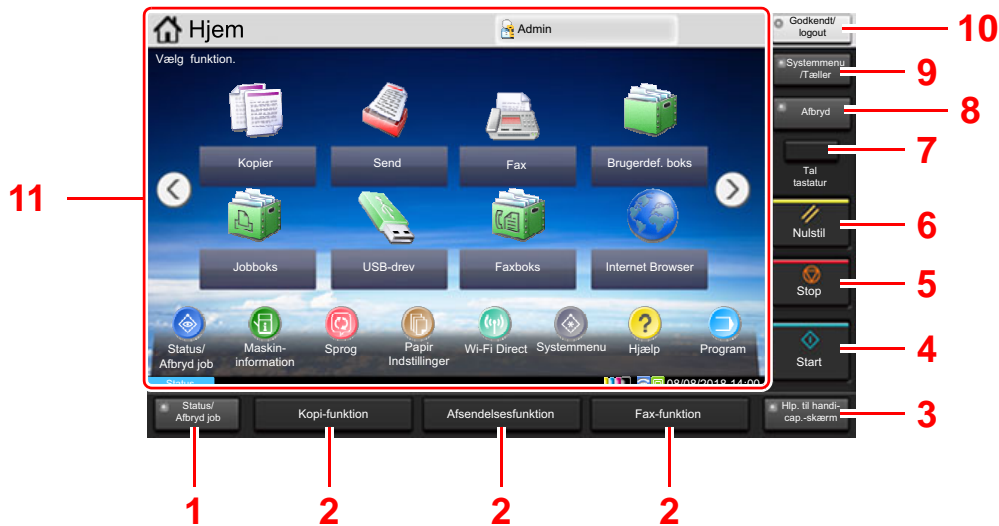 Hjem
Admin
Godkendt/
logout
10
Vælg funktion.
Systemmenu
/Tæller
9
Afbryd
8
Kopier
Send
Fax
Brugerdef. boks
7
Tal
tastatur
11
Nulstil
6
Jobboks
USB-drev
Faxboks
Internet Browser
Stop
5
Status/
Afbryd job
Maskin-
information
Sprog
Papir
Indstillinger
Wi-Fi Direct
Systemmenu
Hjælp
Program
Start
4
Status
08/08/2018 14:00
Status/
Afbryd job
Kopi-funktion
Afsendelsesfunktion
Fax-funktion
Hlp. til handi-
cap.-skærm
3
1
2
2
2